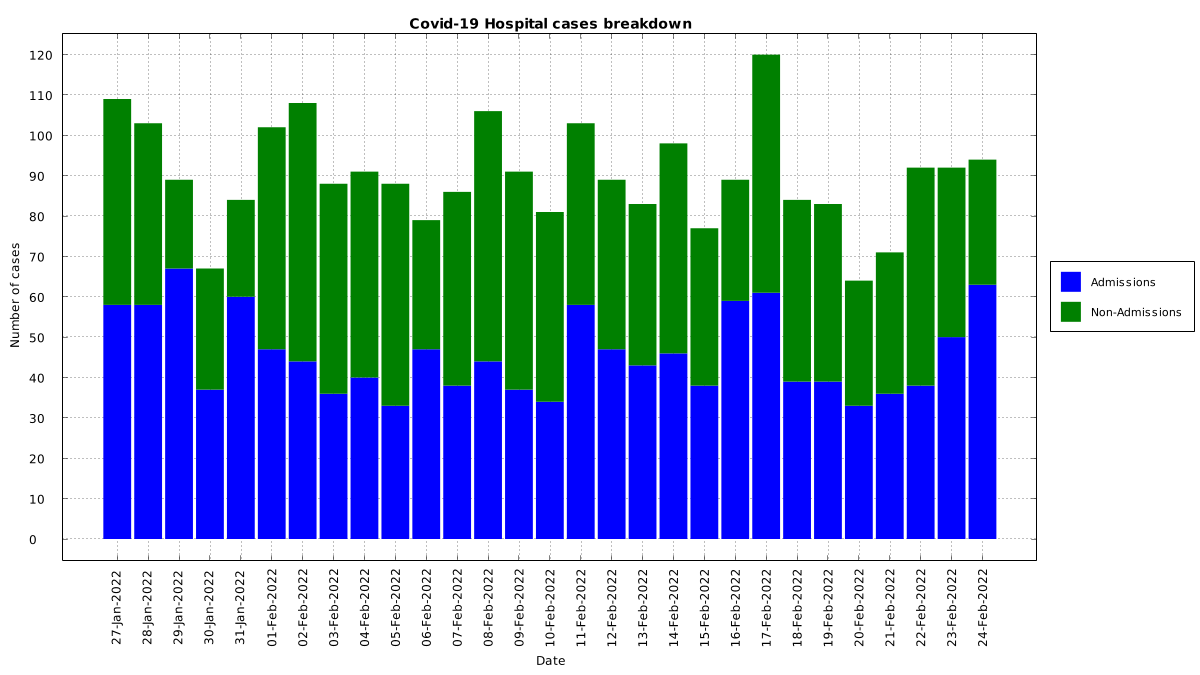 Covid-19 Hospital cases breakdown
120
110
100
90
80
70
60
50
40
30
20
10
0
Number of cases
27-Jan-2022
28-Jan-2022
29-Jan-2022
30-Jan-2022
31-Jan-2022
01-Feb-2022
02-Feb-2022
03-Feb-2022
04-Feb-2022
05-Feb-2022
06-Feb-2022
07-Feb-2022
08-Feb-2022
09-Feb-2022
10-Feb-2022
11-Feb-2022
12-Feb-2022
13-Feb-2022
14-Feb-2022
15-Feb-2022
16-Feb-2022
17-Feb-2022
18-Feb-2022
19-Feb-2022
20-Feb-2022
21-Feb-2022
22-Feb-2022
23-Feb-2022
24-Feb-2022
Date
Admissions
Non-Admissions